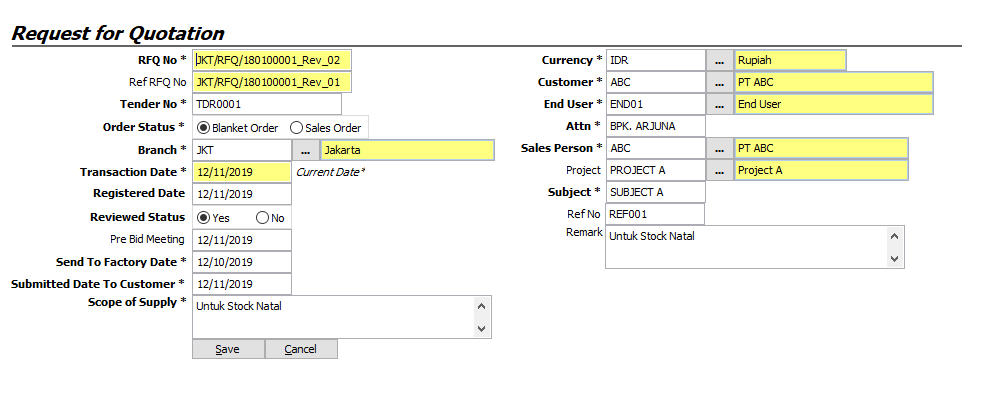 Request for Quotation
RFQ No * JKT/RFQ/180100001_Rev_02
Ref RFQ No JKT/RFQ/180100001_Rev_01
Tender No * TDR0001
Order Status * Blanket Order Sales Order
Branch * JKT ... Jakarta
Transaction Date * 12/11/2019 Current Date*
Registered Date 12/11/2019
Reviewed Status Yes No
Pre Bid Meeting 12/11/2019
Send To Factory Date * 12/10/2019
Submitted Date To Customer * 12/11/2019
Scope of Supply * Untuk Stock Natal
Save Cancel
Currency * IDR ... Rupiah
Customer * ABC ... PT ABC
End User * END01 ... End User
Attn * BPK. ARJUNA
Sales Person * ABC ... PT ABC
Project PROJECT A ... Project A
Subject * SUBJECT A
Ref No REF001
Remark Untuk Stock Natal